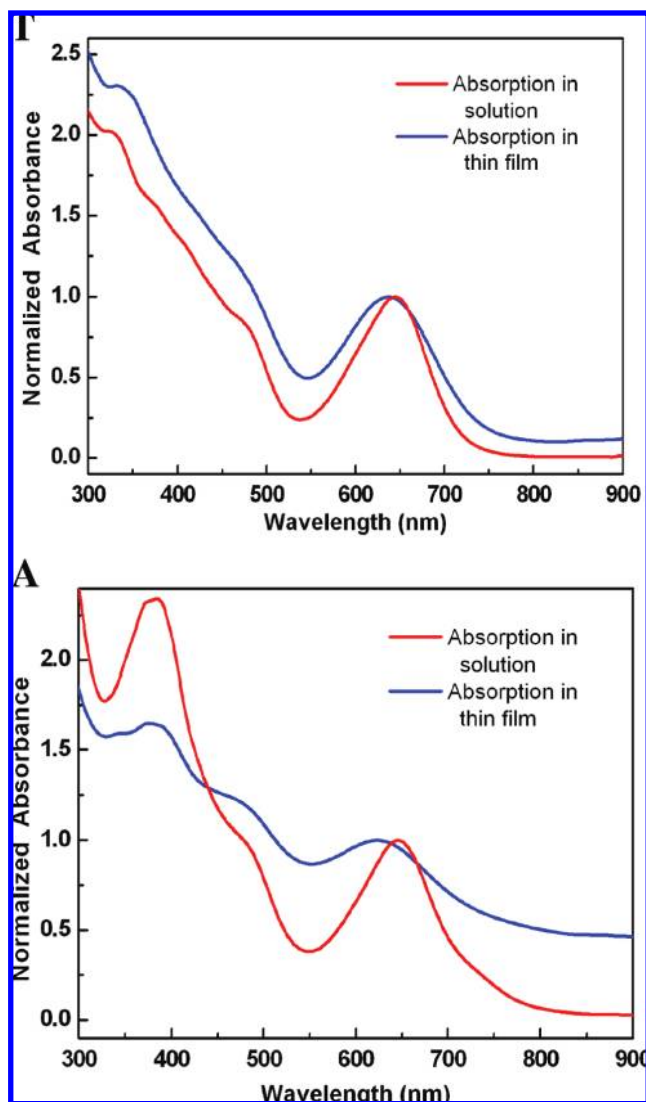 T
2.5
2.0
1.5
1.0
0.5
0.0
Normalized Absorbance
Absorption in
solution
Absorption in
thin film
300 400 500 600 700 800 900
Wavelength (nm)
A
2.0
1.5
1.0
0.5
0.0
Normalized Absorbance
Absorption in
solution
Absorption in
thin film
300 400 500 600 700 800 900
Wavelength (nm)